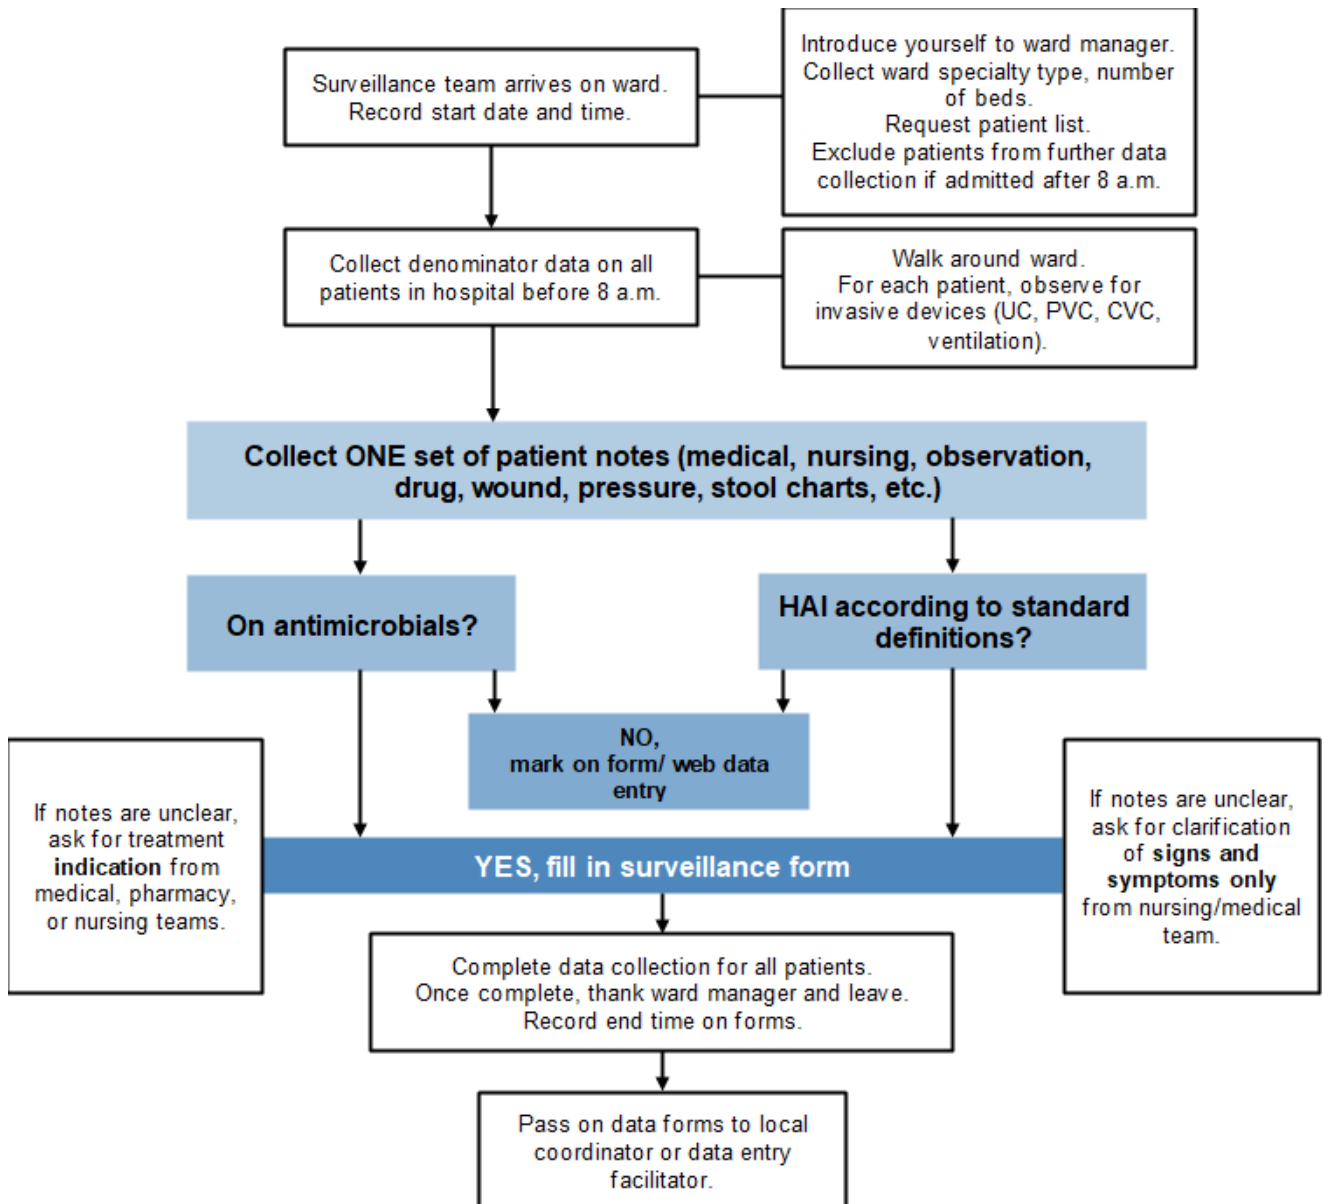 Surveillance team arrives on ward.
Record start date and time.
Introduce yourself to ward manager.
Collect ward specialty type, number
of beds.
Request patient list.
Exclude patients from further data
collection if admitted after 8 a.m.
Collect denominator data on all
patients in hospital before 8 a.m.
Walk around ward.
For each patient, observe for
invasive devices (UC, PVC, CVC,
ventilation).
Collect ONE set of patient notes (medical, nursing, observation,
drug, wound, pressure, stool charts, etc.)
On antimicrobials?
HAI according to standard
definitions?
NO,
mark on form/ web data
entry
If notes are unclear,
ask for treatment
indication from
medical, pharmacy,
or nursing teams.
YES, fill in surveillance form
If notes are unclear,
ask for clarification
of signs and
symptoms only
from nursing/medical
team.
Complete data collection for all patients.
Once complete, thank ward manager and leave.
Record end time on forms.
Pass on data forms to local
coordinator or data entry
facilitator.